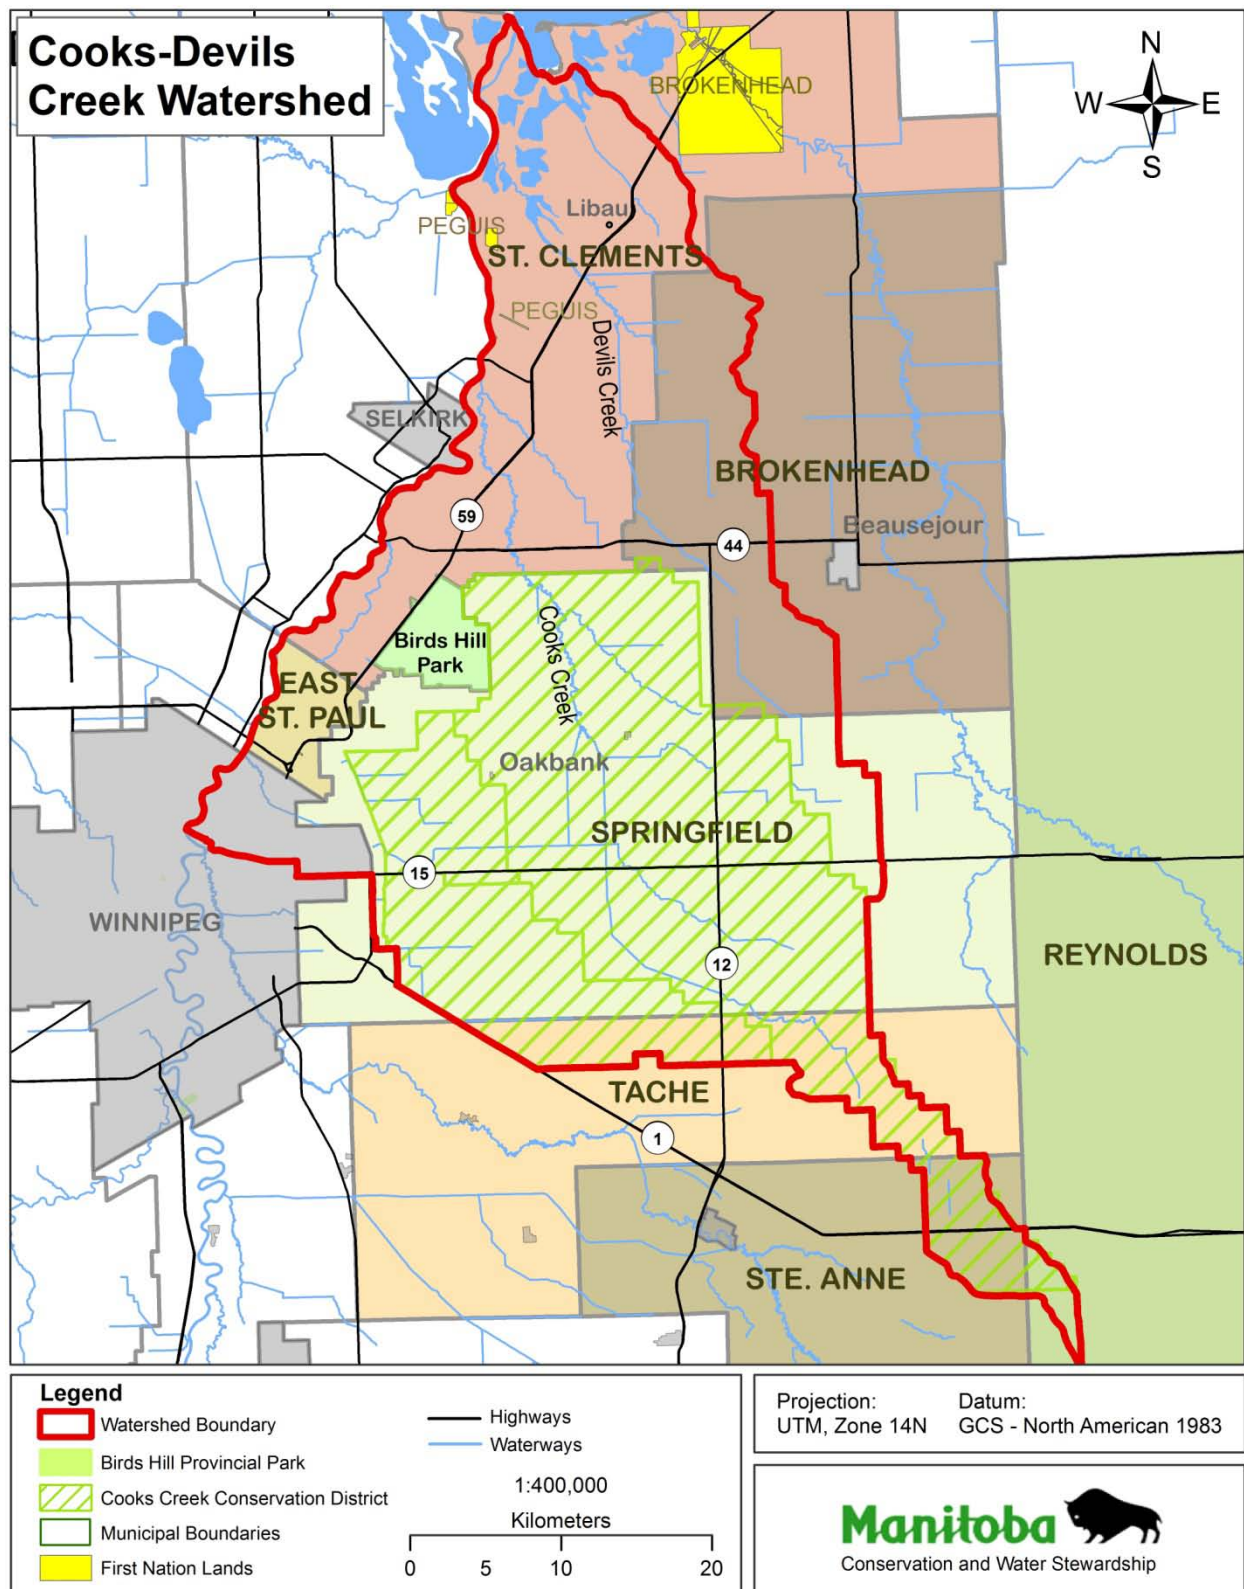 Cooks-Devils
Creek Watershed
N
W E
S
BROKENHEAD
Libau
PEGUIS
ST. CLEMENTS
PEGUIS
Devils Creek
SELKIRK
BROKENHEAD
59
Beausejour
44
Birds Hill
Park
Cooks Creek
EAST
ST. PAUL
Oakbank
SPRINGFIELD
15
WINNIPEG
REYNOLDS
12
TACHE
1
STE. ANNE
Legend
Watershed Boundary
Birds Hill Provincial Park
Cooks Creek Conservation District
Municipal Boundaries
First Nation Lands
Highways
Waterways
1:400,000
Kilometers
0 5 10 20
Projection: Datum:
UTM, Zone 14N GCS - North American 1983
Manitoba
Conservation and Water Stewardship